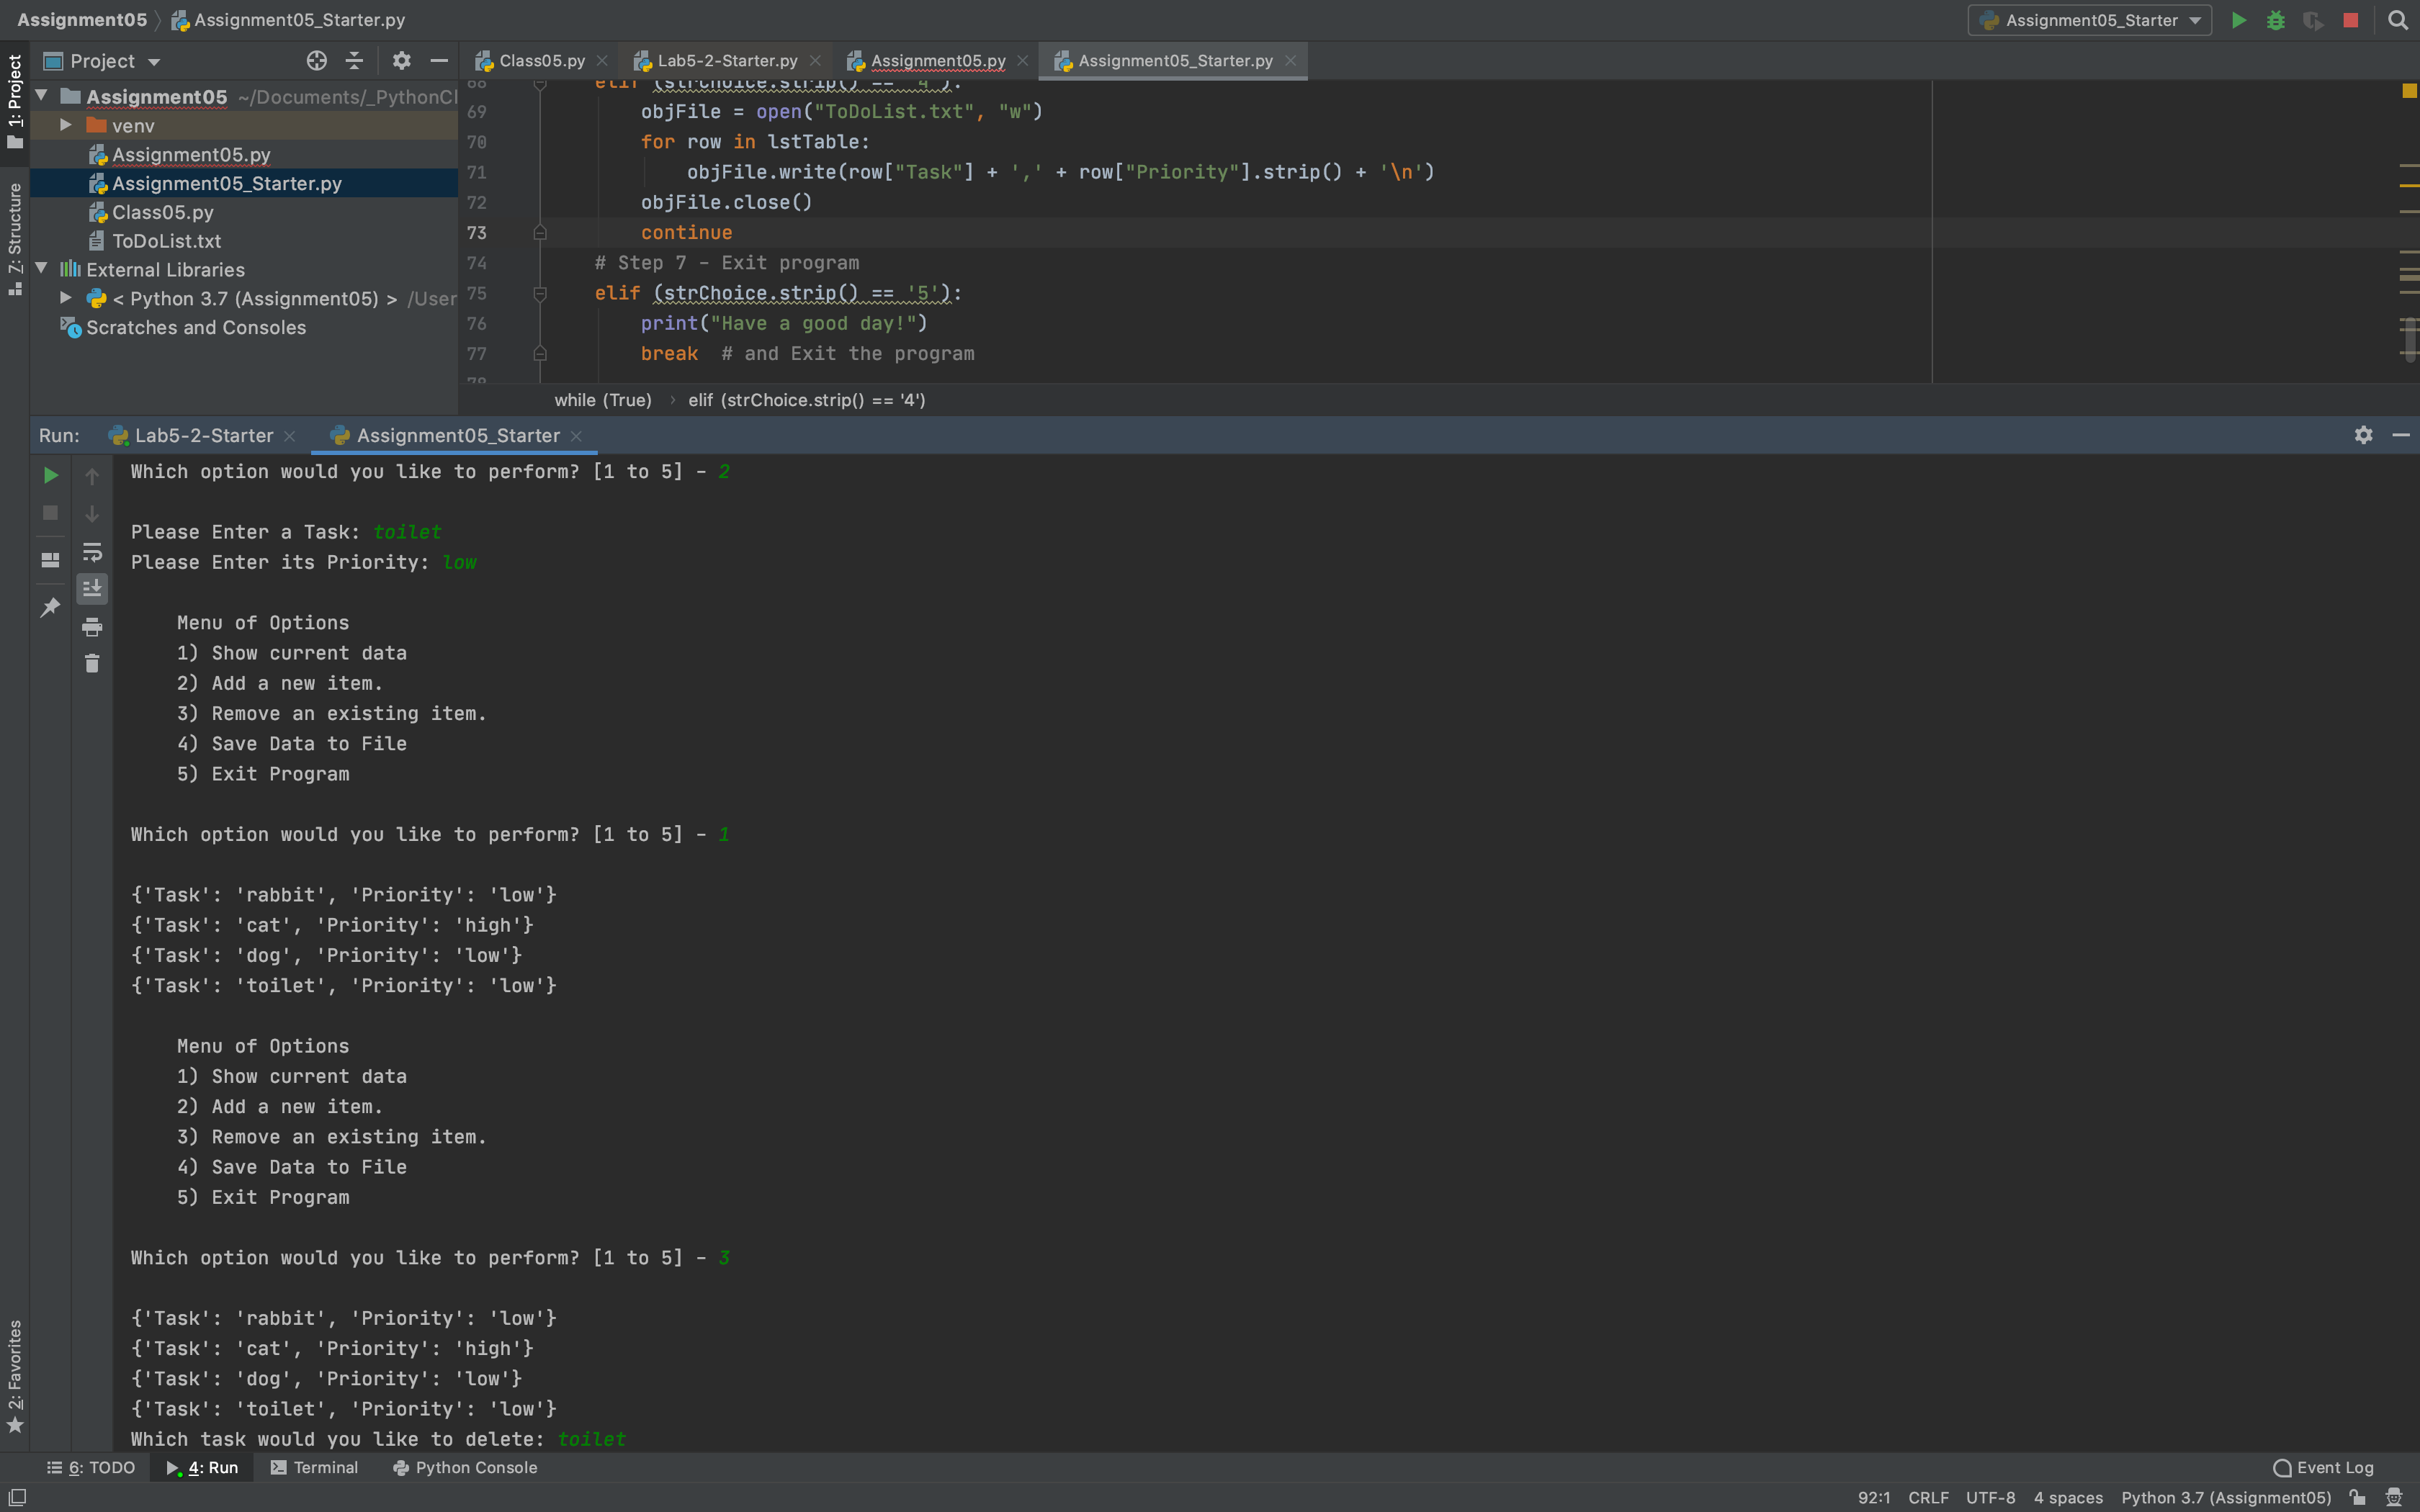 Assignment05 Assignment05_Starter.py Assignment05_Starter
Project Class05.py Lab5-2-Starter.py Assignment05.py Assignment05_Starter.py
1: Project
7: Structure
2: Favorites
Assignment05 ~/Documents/_PythonCl
venv
Assignment05.py
Assignment05_Starter.py
Class05.py
ToDoList.txt
External Libraries
< Python 3.7 (Assignment05) > /User
Scratches and Consoles
68 elif (strChoice.strip() == '4'):
69 objFile = open("ToDoList.txt", "w")
70 for row in lstTable:
71 objFile.write(row["Task"] + ',' + row["Priority"].strip() + '\n')
72 objFile.close()
73 continue
74 # Step 7 - Exit program
75 elif (strChoice.strip() == '5'):
76 print("Have a good day!")
77 break # and Exit the program
78
while (True) elif (strChoice.strip() == '4')
Run: Lab5-2-Starter Assignment05_Starter
Which option would you like to perform? [1 to 5] - 2
Please Enter a Task: toilet
Please Enter its Priority: low
Menu of Options
1) Show current data
2) Add a new item.
3) Remove an existing item.
4) Save Data to File
5) Exit Program
Which option would you like to perform? [1 to 5] - 1
{'Task': 'rabbit', 'Priority': 'low'}
{'Task': 'cat', 'Priority': 'high'}
{'Task': 'dog', 'Priority': 'low'}
{'Task': 'toilet', 'Priority': 'low'}
Menu of Options
1) Show current data
2) Add a new item.
3) Remove an existing item.
4) Save Data to File
5) Exit Program
Which option would you like to perform? [1 to 5] - 3
{'Task': 'rabbit', 'Priority': 'low'}
{'Task': 'cat', 'Priority': 'high'}
{'Task': 'dog', 'Priority': 'low'}
{'Task': 'toilet', 'Priority': 'low'}
Which task would you like to delete: toilet
6: TODO 4: Run Terminal Python Console Event Log
92:1 CRLF UTF-8 4 spaces Python 3.7 (Assignment05)